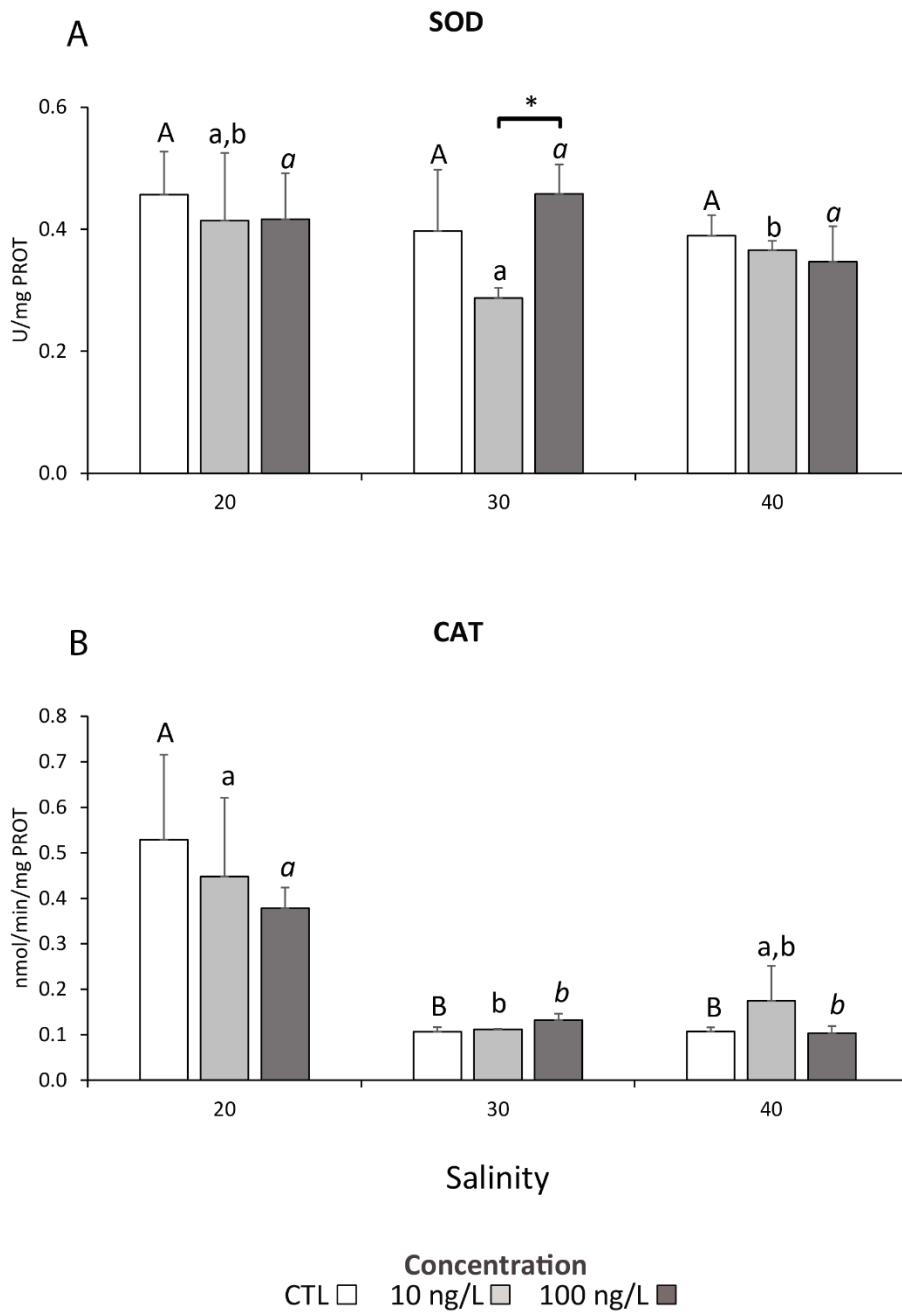 A
SOD
U/mg PROT
0.6
0.4
0.2
0.0
A
a,b
a
A
a
a
*
A
b
a
20
30
40
B
CAT
nmol/min/mg PROT
0.8
0.7
0.6
0.5
0.4
0.3
0.2
0.1
0.0
A
a
a
B
b
b
B
a,b
b
20
30
40
Salinity
Concentration
CTL 10 ng/L 100 ng/L